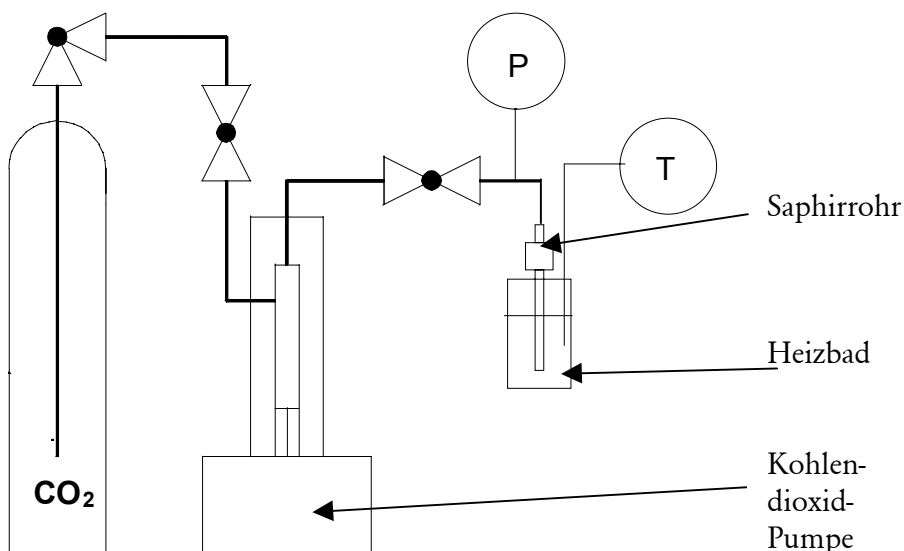 P
T
Saphirrohr
Heizbad
CO₂
Kohlen-
dioxid-
Pumpe